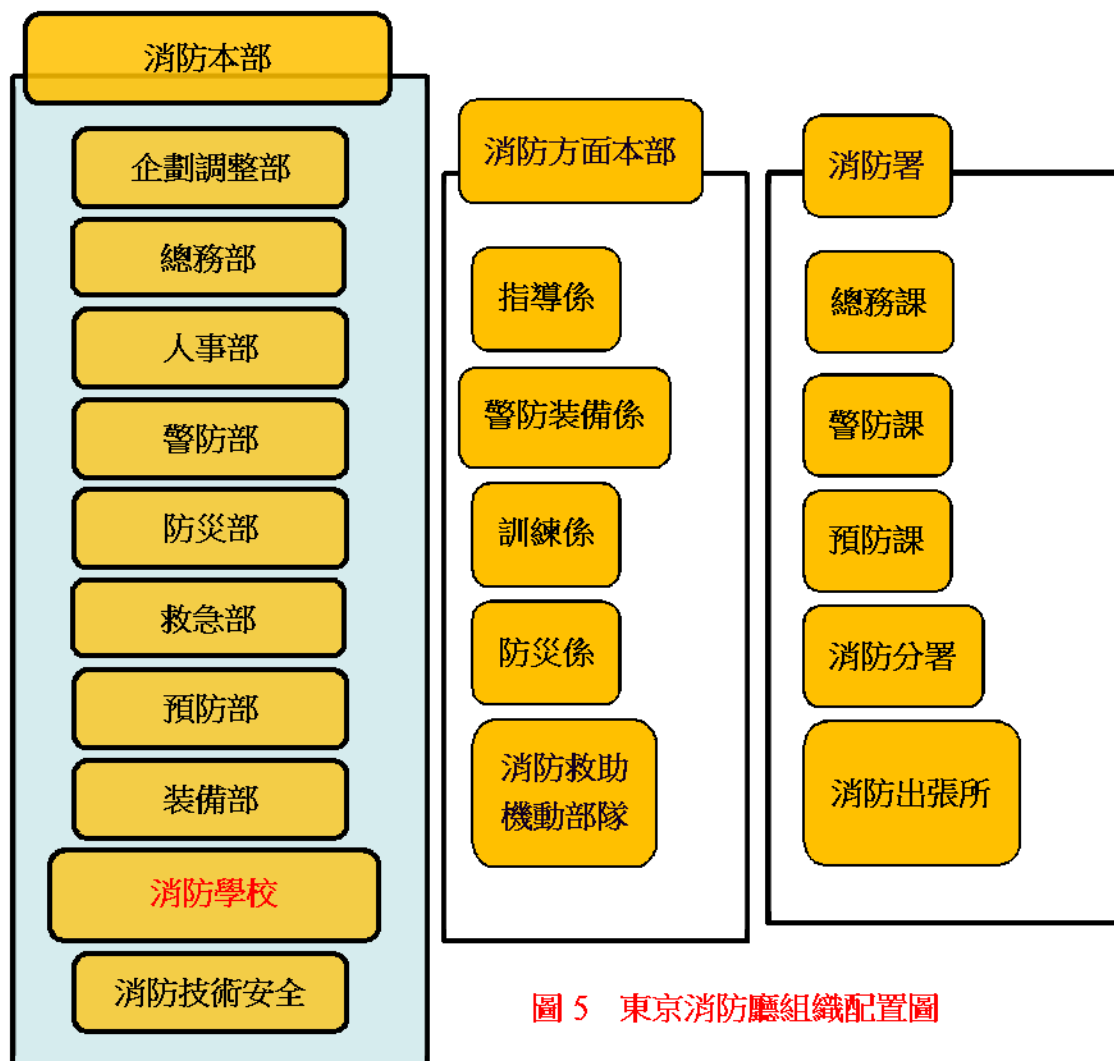 消防本部
企劃調整部
總務部
人事部
警防部
防災部
救急部
預防部
装備部
消防學校
消防技術安全
消防方面本部
指導係
警防装備係
訓練係
防災係
消防救助
機動部隊
消防署
總務課
警防課
預防課
消防分署
消防出張所
圖 5 東京消防廳組織配置圖